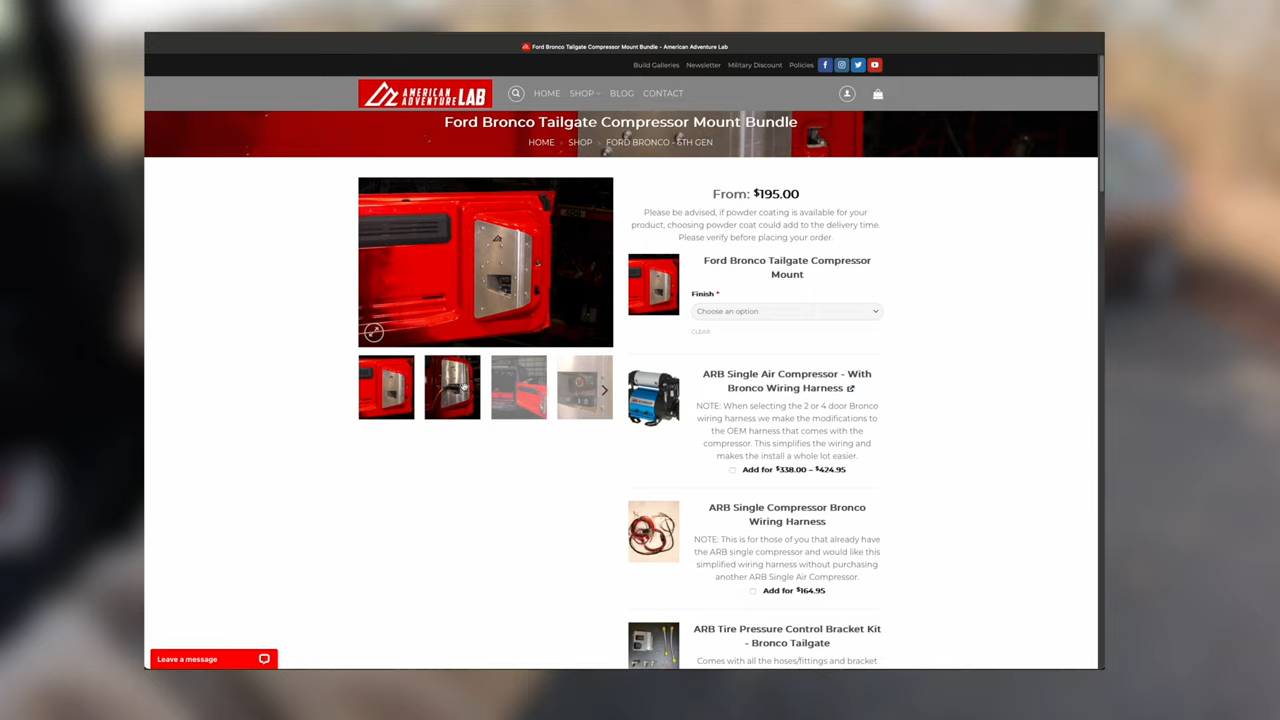 Ford Bronco Tailgate Compressor Mount Bundle - American Adventure Lab
Build Galleries Newsletter Military Discount Policies
AMERICAN
ADVENTURE LAB
HOME SHOP BLOG CONTACT
Ford Bronco Tailgate Compressor Mount Bundle
HOME SHOP FORD BRONCO - 6TH GEN
From: $195.00
Please be advised, if powder coating is available for your
product, choosing powder coat could add to the delivery time.
Please verify before placing your order.
Ford Bronco Tailgate Compressor
Mount
Finish *
Choose an option
CLEAR
ARB Single Air Compressor - With
Bronco Wiring Harness
NOTE: When selecting the 2 or 4 door Bronco
wiring harness we make the modifications to
the OEM harness that comes with the
compressor. This simplifies the wiring and
makes the install a whole lot easier.
Add for $338.00 – $424.95
ARB Single Compressor Bronco
Wiring Harness
NOTE: This is for those of you that already have
the ARB single compressor and would like this
simplified wiring harness without purchasing
another ARB Single Air Compressor.
Add for $164.95
ARB Tire Pressure Control Bracket Kit
- Bronco Tailgate
Comes with all the hoses/fittings and bracket
Leave a message